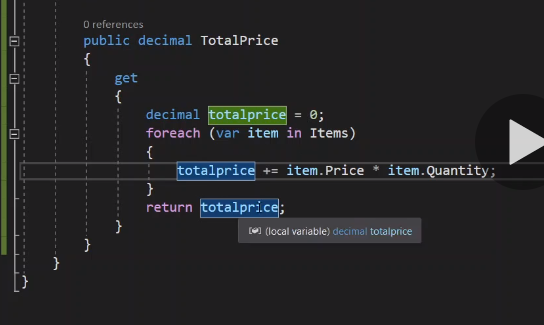 0 references
public decimal TotalPrice
{
get
{
decimal totalprice = 0;
foreach (var item in Items)
{
totalprice += item.Price * item.Quantity;
}
return totalprice;
(local variable) decimal totalprice
}
}
}
}